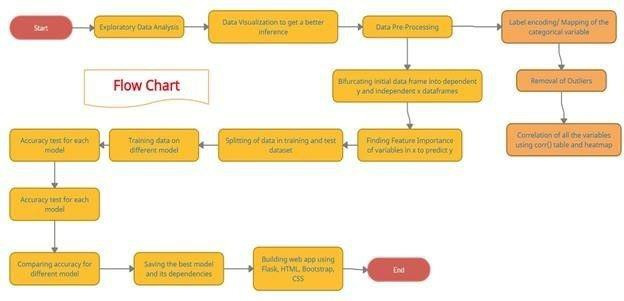 Start
Exploratory Data Analysis
Data Visualization to get a better
inference
Data Pre-Processing
Label encoding/ Mapping of the
categorical variable
Flow Chart
Bifurcating initial data frame into dependent
y and independent x dataframes
Removal of Outliers
Correlation of all the variables
using corr() table and heatmap
Finding Feature Importance
of variables in x to predict y
Splitting of data in training and test
dataset
Training data on
different model
Accuracy test for each
model
Accuracy test for each
model
Comparing accuracy for
different model
Saving the best model
and its dependencies
Building web app using
Flask, HTML, Bootstrap,
CSS
End